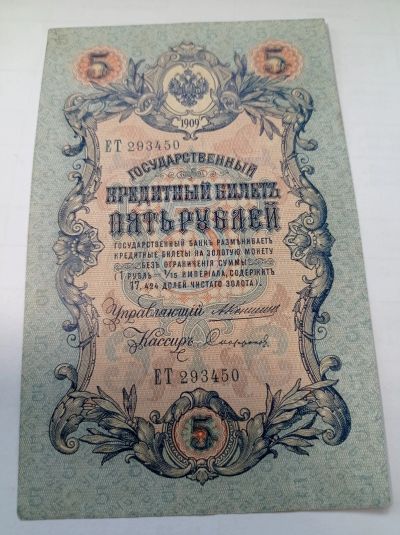 5 5
1909
ЕТ 293450
ГОСУДАРСТВЕННЫЙ
КРЕДИТНЫЙ БИЛЕТЪ
ПЯТЬ РУБЛЕЙ
ГОСУДАРСТВЕННЫЙ БАНКЪ РАЗМѢНИВАЕТЪ
КРЕДИТНЫЕ БИЛЕТЫ НА ЗОЛОТУЮ МОНЕТУ
БЕЗЪ ОГРАНИЧЕНІЯ СУММЫ
(1 РУБЛЬ = 1/15 ИМПЕРІАЛА, СОДЕРЖИТЪ
17,424 ДОЛЕЙ ЧИСТАГО ЗОЛОТА).
Управляющій
Кассиръ
ЕТ 293450
5